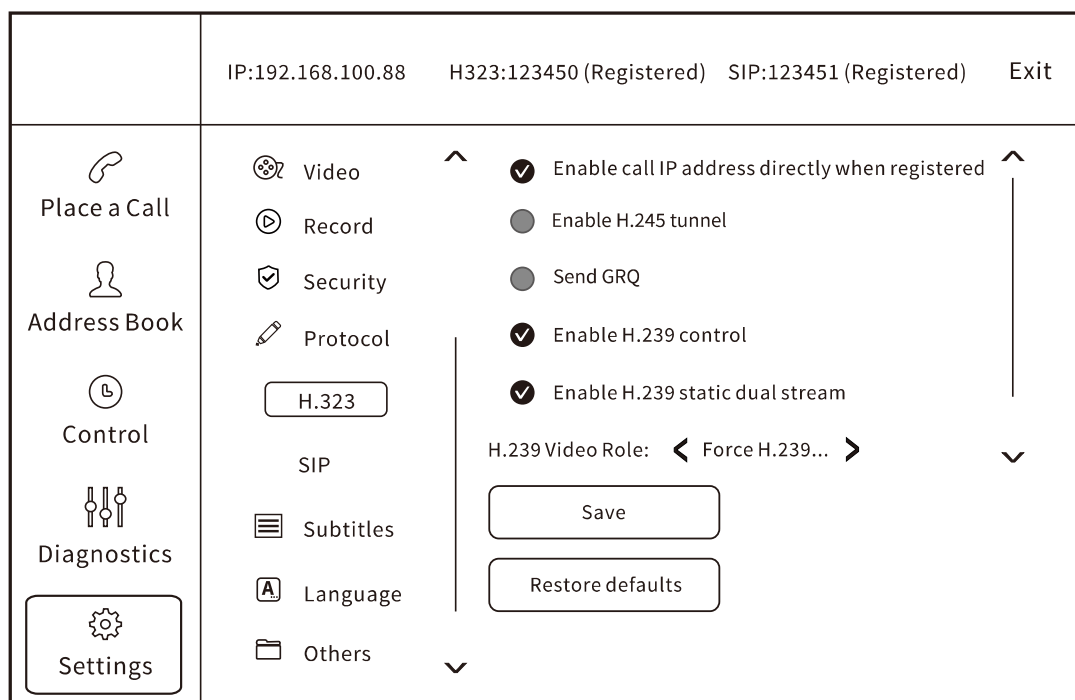 IP:192.168.100.88 H323:123450 (Registered) SIP:123451 (Registered) Exit
Place a Call
Address Book
Control
Diagnostics
Settings
Video
Record
Security
Protocol
H.323
SIP
Subtitles
A
Language
Others
Enable call IP address directly when registered
Enable H.245 tunnel
Send GRQ
Enable H.239 control
Enable H.239 static dual stream
H.239 Video Role: < Force H.239... >
Save
Restore defaults